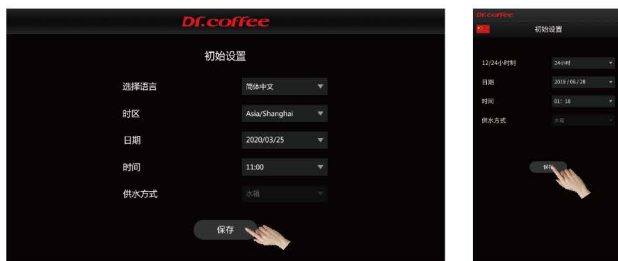 Dr.coffee
初始设置
选择语言 简体中文
时区 Asia/Shanghai
日期 2020/03/25
时间 11:00
供水方式 水箱
保存
Dr.coffee
初始设置
12/24小时制 24小时
日期 2019/06/28
时间 01: 18
供水方式 水箱
保存